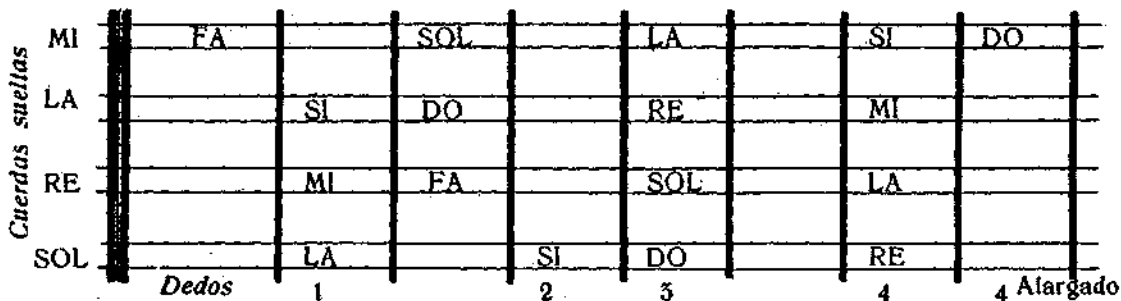 Cuerdas sueltas
MI FA SOL LA SI DO
LA SI DO RE MI
RE MI FA SOL LA
SOL LA SI DO RE
Dedos 1 2 3 4 4 Alargado